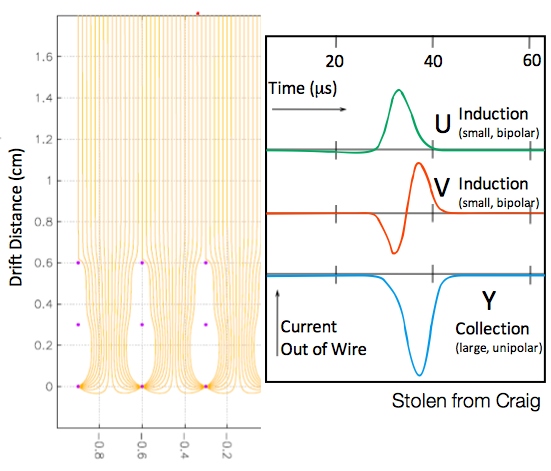 1.6
1.4
1.2
1
0.8
0.6
0.4
0.2
0
Drift Distance (cm)
-0.8
-0.6
-0.4
-0.2
20
40
60
Time (μs)
U Induction
(small, bipolar)
V Induction
(small, bipolar)
Y
Collection
(large, unipolar)
Current
Out of Wire
Stolen from Craig